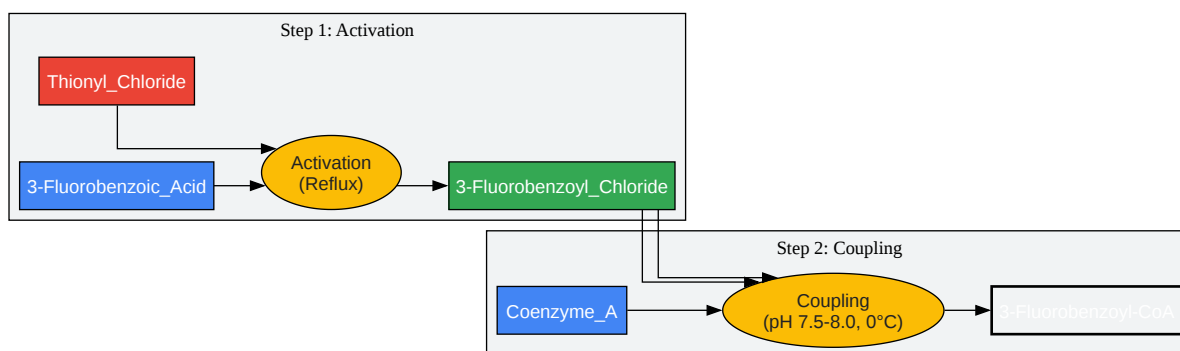 Step 1: Activation
Thionyl_Chloride
3-Fluorobenzoic_Acid
Activation
(Reflux)
3-Fluorobenzoyl_Chloride
Step 2: Coupling
Coenzyme_A
Coupling
(pH 7.5-8.0, 0°C)
3-Fluorobenzoyl-CoA